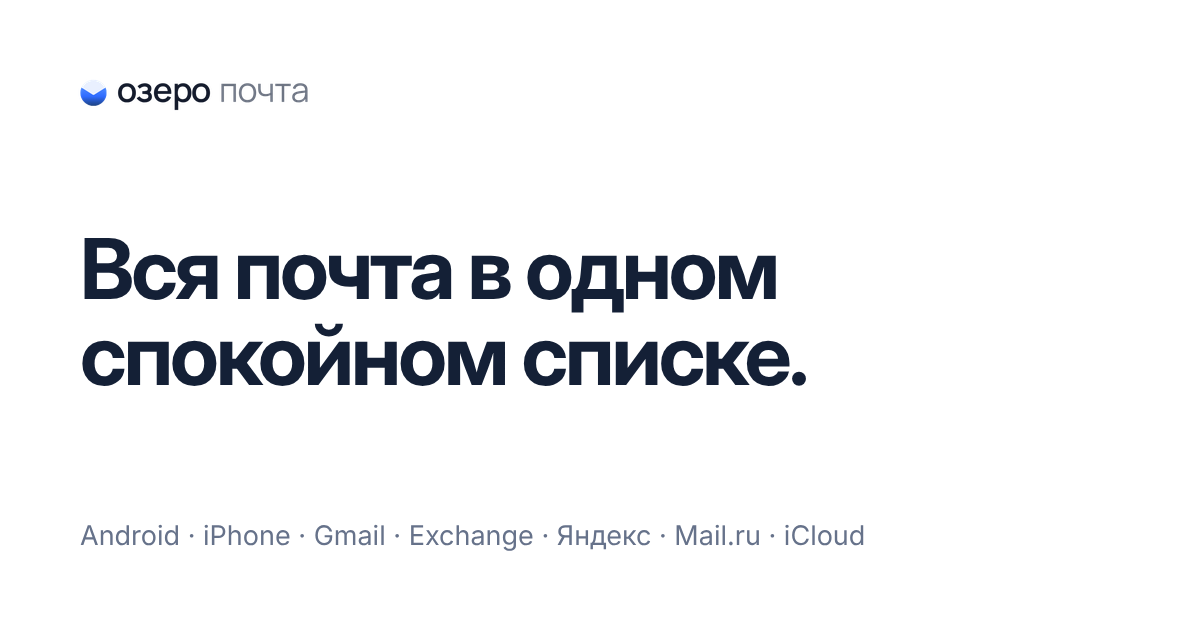 озеро почта
Вся почта в одном
спокойном списке.
Android · iPhone · Gmail · Exchange · Яндекс · Mail.ru · iCloud